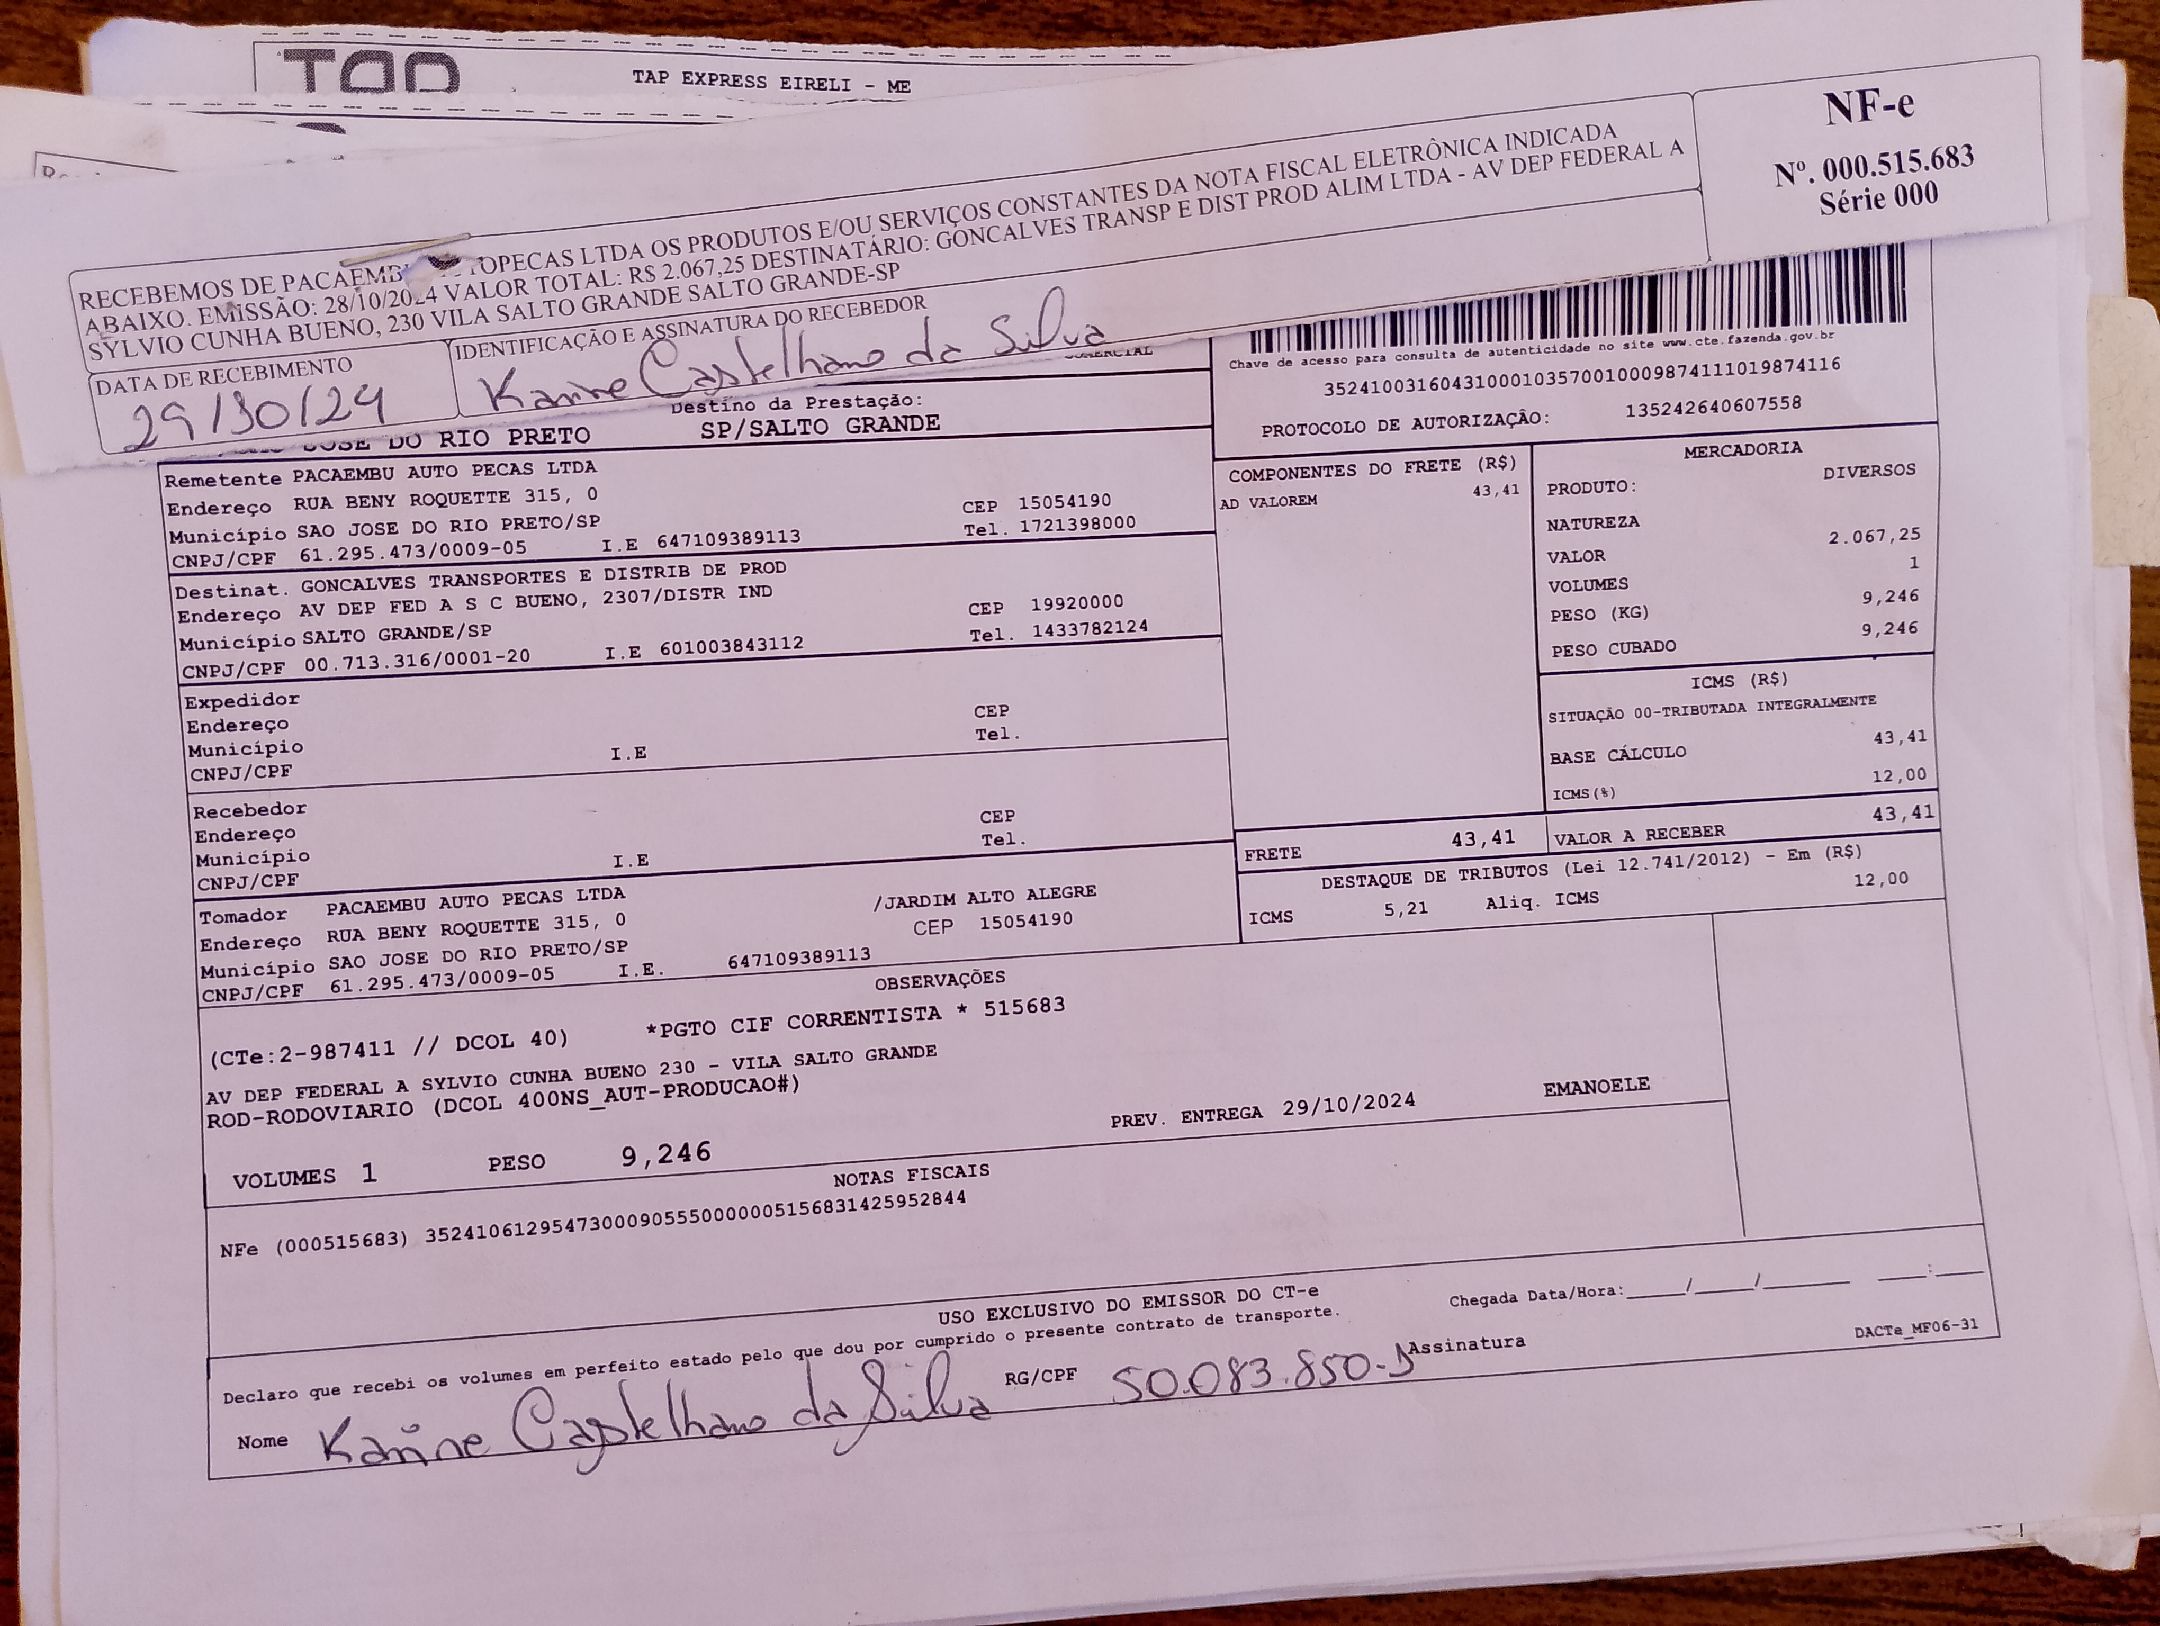 TAP
TAP EXPRESS EIRELI - ME
NF-e
Nº. 000.515.683
Série 000
RECEBEMOS DE PACAEMB TOPECAS LTDA OS PRODUTOS E/OU SERVIÇOS CONSTANTES DA NOTA FISCAL ELETRÔNICA INDICADA
ABAIXO. EMISSÃO: 28/10/2024 VALOR TOTAL: R$ 2.067,25 DESTINATÁRIO: GONCALVES TRANSP E DIST PROD ALIM LTDA - AV DEP FEDERAL A
SYLVIO CUNHA BUENO, 230 VILA SALTO GRANDE SALTO GRANDE-SP
DATA DE RECEBIMENTO
29/30/24
IDENTIFICAÇÃO E ASSINATURA DO RECEBEDOR
Karine Castelhano da Silva
COMERCIAL
Chave de acesso para consulta de autenticidade no site www.cte.fazenda.gov.br
35241003160431000103570010009874111019874116
PROTOCOLO DE AUTORIZAÇÃO: 135242640607558
JOSE DO RIO PRETO
Destino da Prestação:
SP/SALTO GRANDE
Remetente PACAEMBU AUTO PECAS LTDA
Endereço RUA BENY ROQUETTE 315, 0 CEP 15054190
Município SAO JOSE DO RIO PRETO/SP Tel. 1721398000
CNPJ/CPF 61.295.473/0009-05 I.E 647109389113
Destinat. GONCALVES TRANSPORTES E DISTRIB DE PROD
Endereço AV DEP FED A S C BUENO, 2307/DISTR IND CEP 19920000
Município SALTO GRANDE/SP Tel. 1433782124
CNPJ/CPF 00.713.316/0001-20 I.E 601003843112
Expedidor
Endereço CEP
Município Tel.
CNPJ/CPF I.E
Recebedor
Endereço CEP
Município Tel.
CNPJ/CPF I.E
Tomador PACAEMBU AUTO PECAS LTDA /JARDIM ALTO ALEGRE
Endereço RUA BENY ROQUETTE 315, 0 CEP 15054190
Município SAO JOSE DO RIO PRETO/SP
CNPJ/CPF 61.295.473/0009-05 I.E. 647109389113
COMPONENTES DO FRETE (R$)
AD VALOREM 43,41
MERCADORIA
PRODUTO: DIVERSOS
NATUREZA
VALOR 2.067,25
VOLUMES 1
PESO (KG) 9,246
PESO CUBADO 9,246
ICMS (R$)
SITUAÇÃO 00-TRIBUTADA INTEGRALMENTE
BASE CÁLCULO 43,41
ICMS(%) 12,00
FRETE 43,41 VALOR A RECEBER 43,41
DESTAQUE DE TRIBUTOS (Lei 12.741/2012) - Em (R$)
ICMS 5,21 Aliq. ICMS 12,00
OBSERVAÇÕES
(CTe:2-987411 // DCOL 40) *PGTO CIF CORRENTISTA * 515683
AV DEP FEDERAL A SYLVIO CUNHA BUENO 230 - VILA SALTO GRANDE
ROD-RODOVIARIO (DCOL 400NS_AUT-PRODUCAO#)
PREV. ENTREGA 29/10/2024 EMANOELE
VOLUMES 1 PESO 9,246
NOTAS FISCAIS
NFe (000515683) 35241061295473000905550000005156831425952844
USO EXCLUSIVO DO EMISSOR DO CT-e
Declaro que recebi os volumes em perfeito estado pelo que dou por cumprido o presente contrato de transporte.
Chegada Data/Hora:_____/_____/_______ ____:____
Nome Karine Castelhano da Silva RG/CPF 50.083.850-1 Assinatura
DACTe_MF06-31